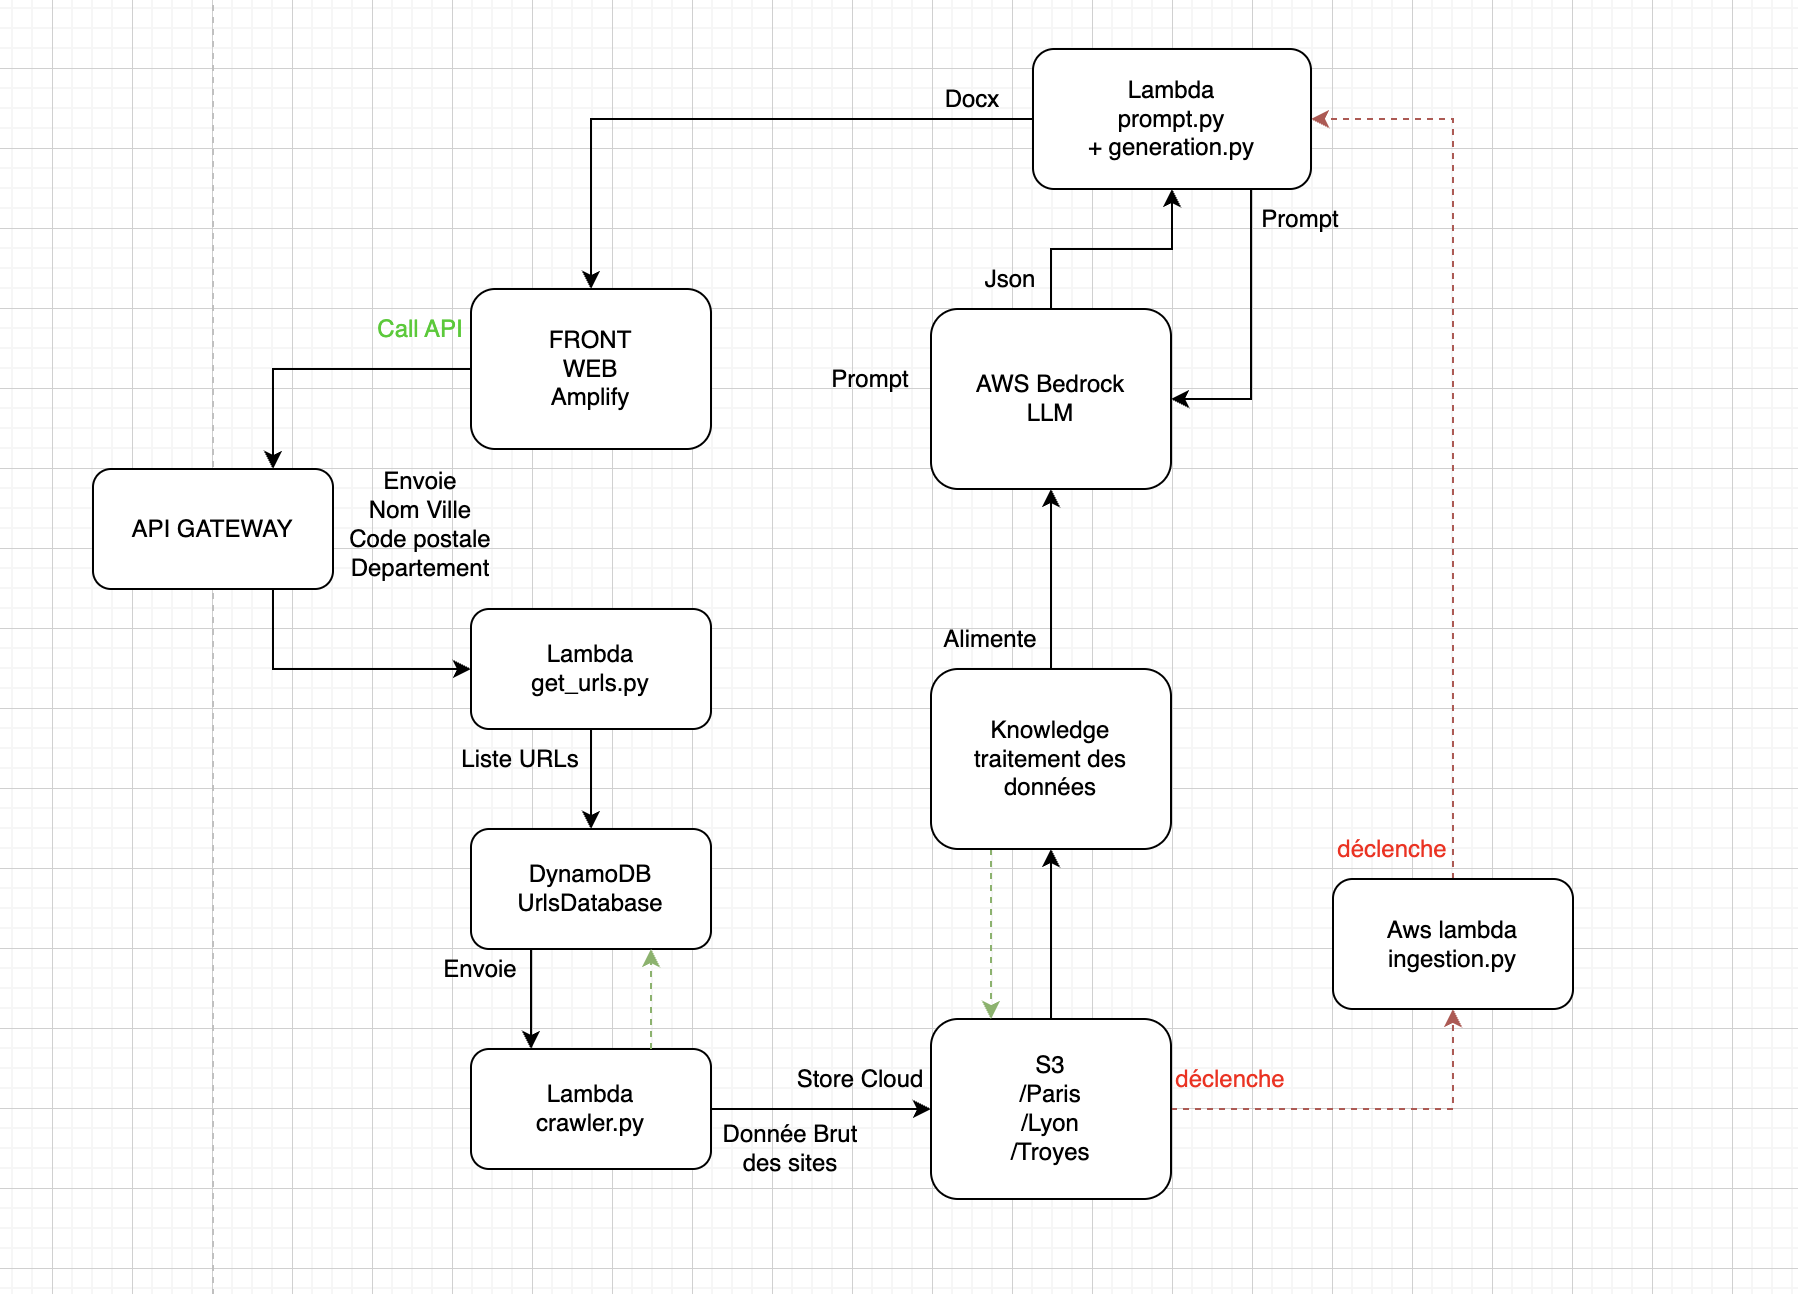 Lambda
prompt.py
+ generation.py
Docx
Prompt
Json
FRONT
WEB
Amplify
Call API
Prompt
AWS Bedrock
LLM
API GATEWAY
Envoie
Nom Ville
Code postale
Departement
Lambda
get_urls.py
Liste URLs
Alimente
Knowledge
traitement des
données
DynamoDB
UrlsDatabase
déclenche
Aws lambda
ingestion.py
Envoie
Lambda
crawler.py
Store Cloud
Donnée Brut
des sites
S3
/Paris
/Lyon
/Troyes
déclenche